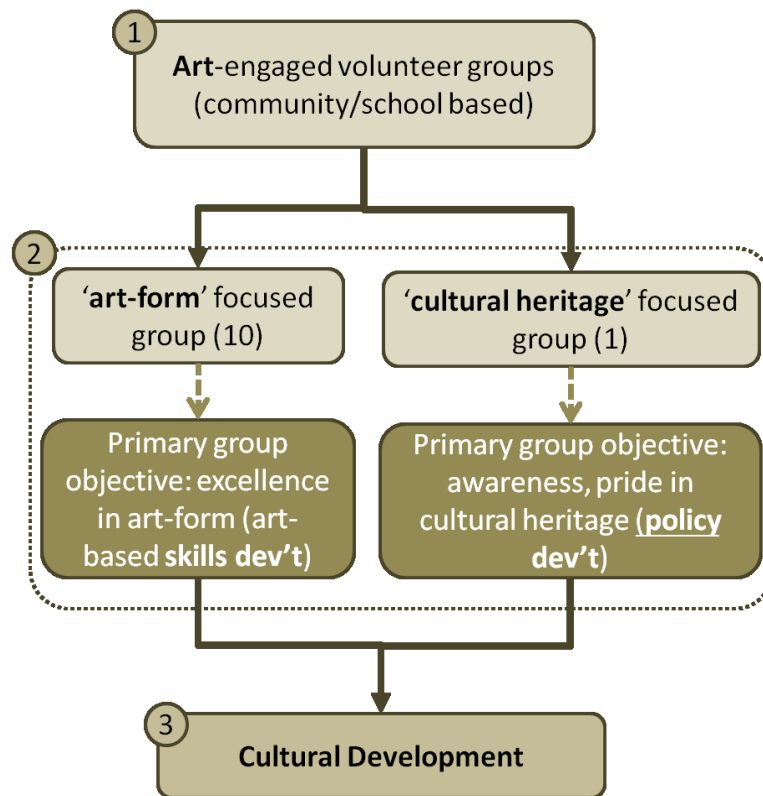 1
Art-engaged volunteer groups
(community/school based)
2
‘art-form’ focused
group (10)
‘cultural heritage’ focused
group (1)
Primary group
objective: excellence
in art-form (art-
based skills dev’t)
Primary group objective:
awareness, pride in
cultural heritage (policy
dev’t)
3
Cultural Development